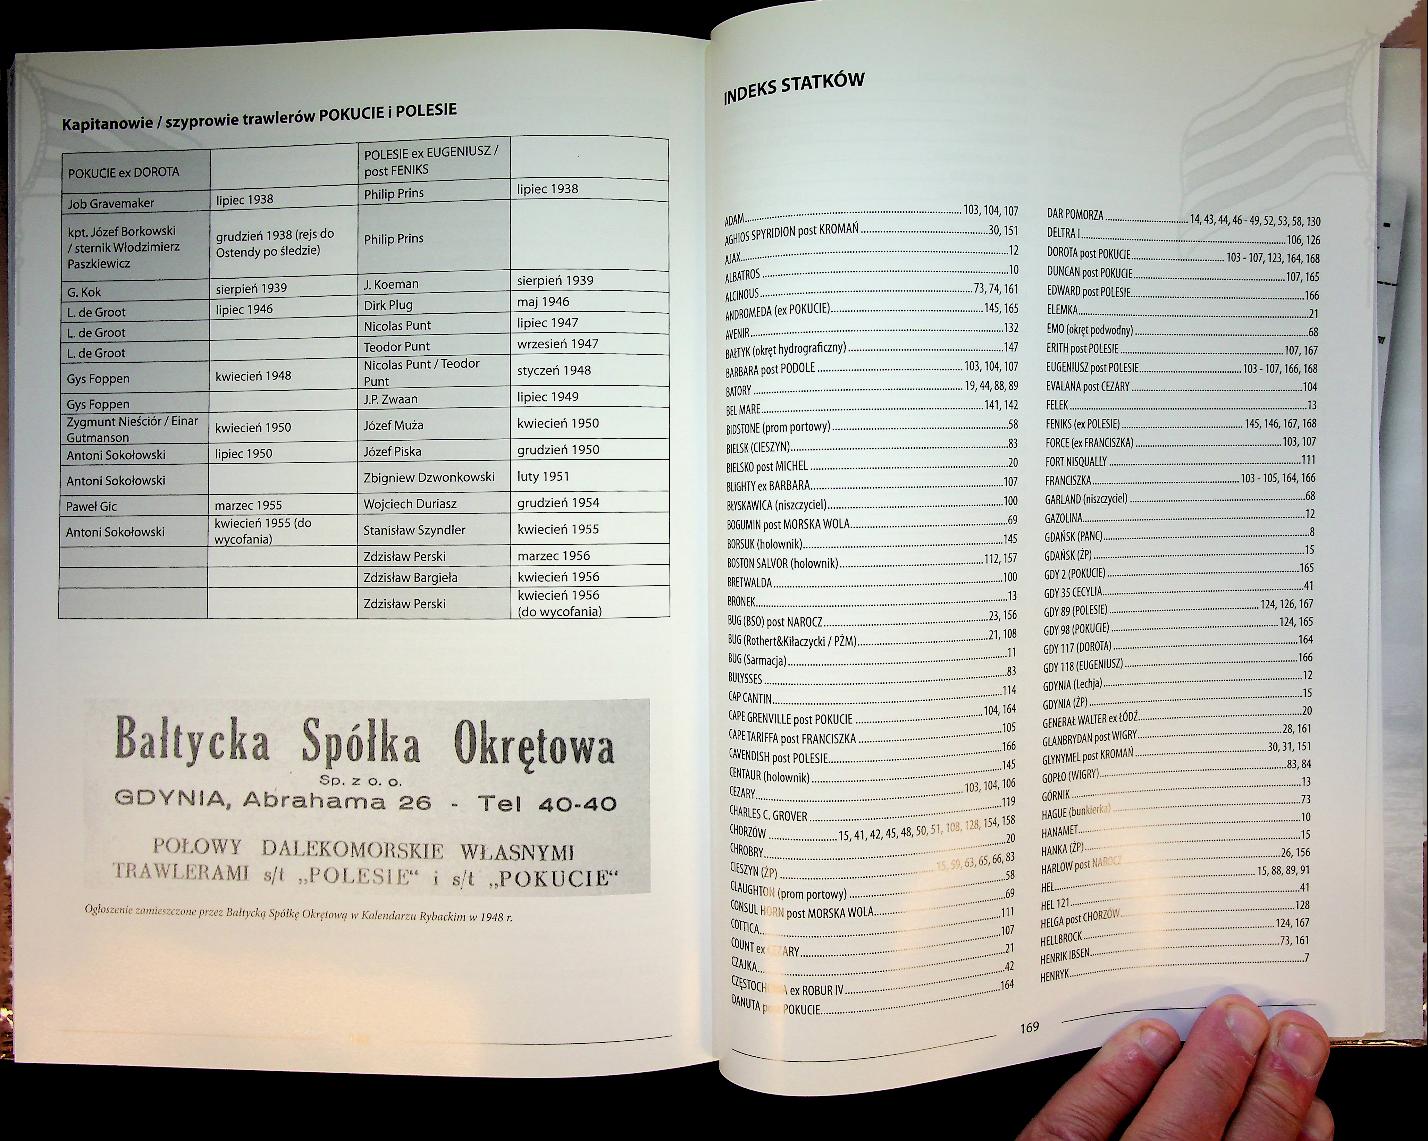 Kapitanowie / szyprowie trawlerów POKUCIE i POLESIE
POKUCIE ex DOROTA
POLESIE ex EUGENIUSZ /
post FENIKS
Job Gravemaker lipiec 1938 Philip Prins lipiec 1938
kpt. Józef Borkowski
/ sternik Włodzimierz
Paszkiewicz
grudzień 1938 (rejs do
Ostendy po śledzie)
Philip Prins
G. Kok sierpień 1939 J. Koeman sierpień 1939
L. de Groot lipiec 1946 Dirk Plug maj 1946
L. de Groot Nicolas Punt lipiec 1947
L. de Groot Teodor Punt wrzesień 1947
Gys Foppen kwiecień 1948 Nicolas Punt / Teodor
Punt
styczeń 1948
Gys Foppen J.P. Zwaan lipiec 1949
Zygmunt Nieściór / Einar
Gutmanson
kwiecień 1950 Józef Muża kwiecień 1950
Antoni Sokołowski lipiec 1950 Józef Piska grudzień 1950
Antoni Sokołowski Zbigniew Dzwonkowski luty 1951
Paweł Gic marzec 1955 Wojciech Duriasz grudzień 1954
Antoni Sokołowski kwiecień 1955 (do
wycofania)
Stanisław Szyndler kwiecień 1955
Zdzisław Perski marzec 1956
Zdzisław Bargieła kwiecień 1956
Zdzisław Perski kwiecień 1956
(do wycofania)
Bałtycka Spółka Okrętowa
Sp. z o. o.
GDYNIA, Abrahama 26 - Tel 40-40
POŁOWY DALEKOMORSKIE WŁASNYMI
TRAWLERAMI s/t „POLESIE“ i s/t „POKUCIE“
Ogłoszenie zamieszczone przez Bałtycką Spółkę Okrętową w Kalendarzu Rybackim w 1948 r.
INDEKS STATKÓW
ADAM 103, 104, 107
AGHIOS SPYRIDION post KROMAŃ 30, 151
AJAX 12
ALBATROS 10
ALCINOUS 73, 74, 161
ANDROMEDA (ex POKUCIE) 145, 165
AVENIR 132
BAŁTYK (okręt hydrograficzny) 147
BARBARA post PODOLE 103, 104, 107
BATORY 19, 44, 88, 89
BEL MARE 141, 142
BIDSTONE (prom portowy) 58
BIELSK (CIESZYN) 83
BIELSKO post MICHEL 20
BLIGHTY ex BARBARA 107
BŁYSKAWICA (niszczyciel) 100
BOGUMIN post MORSKA WOLA 69
BORSUK (holownik) 145
BOSTON SALVOR (holownik) 112, 157
BRETWALDA 100
BRONEK 13
BUG (BSO) post NAROCZ 23, 156
BUG (Rothert&Kiłaczycki / PŻM) 21, 108
BUG (Sarmacja) 11
BULYSSES 83
CAP CANTIN 114
CAPE GRENVILLE post POKUCIE 104, 164
CAPE TARIFFA post FRANCISZKA 105
CAVENDISH post POLESIE 166
CENTAUR (holownik) 145
CEZARY 103, 104, 106
CHARLES C. GROVER 119
CHORZÓW 15, 41, 42, 45, 48, 50, 51, 108, 128, 154, 158
CHROBRY 20
CIESZYN (ŻP) 15, 59, 63, 65, 66, 83
CLAUGHTON (prom portowy) 58
CONSUL HORN post MORSKA WOLA 69
COTTICA 111
COUNT ex CEZARY 107
CZAJKA 21
CZĘSTOCHOWA ex ROBUR IV 42
DANUTA post POKUCIE 164
DAR POMORZA 14, 43, 44, 46 - 49, 52, 53, 58, 130
DELTRA I 106, 126
DOROTA post POKUCIE 103 - 107, 123, 164, 168
DUNCAN post POKUCIE 107, 165
EDWARD post POLESIE 166
ELEMKA 21
EMO (okręt podwodny) 68
ERITH post POLESIE 107, 167
EUGENIUSZ post POLESIE 103 - 107, 166, 168
EVALANA post CEZARY 104
FELEK 13
FENIKS (ex POLESIE) 145, 146, 167, 168
FORCE (ex FRANCISZKA) 103, 107
FORT NISQUALLY 111
FRANCISZKA 103 - 105, 164, 166
GARLAND (niszczyciel) 68
GAZOLINA 12
GDAŃSK (PANC) 8
GDAŃSK (ŻP) 15
GDY 2 (POKUCIE) 165
GDY 35 CECYLIA 41
GDY 89 (POLESIE) 124, 126, 167
GDY 98 (POKUCIE) 124, 165
GDY 117 (DOROTA) 164
GDY 118 (EUGENIUSZ) 166
GDYNIA (Lechja) 12
GDYNIA (ŻP) 15
GENERAŁ WALTER ex ŁÓDŹ 20
GLANBRYDAN post WIGRY 28, 161
GLYNYMEL post KROMAŃ 30, 31, 151
GOPŁO (WIGRY) 83, 84
GÓRNIK 13
HAGUE (bunkierka) 73
HANAMET 10
HANKA (ŻP) 15
HARLOW post NAROCZ 26, 156
HEL 15, 88, 89, 91
HEL 121 41
HELGA post CHORZÓW 128
HELLBROCK 124, 167
HENRIK IBSEN 73, 161
HENRYK 7
169